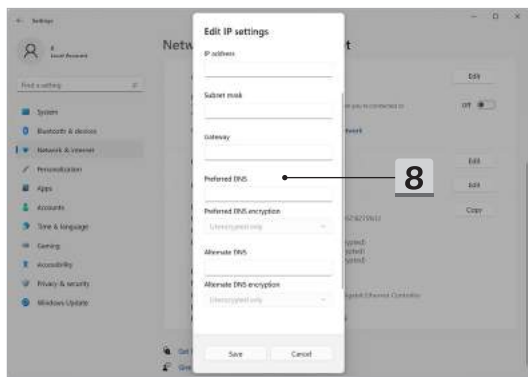 Settings
Local Account
Find a setting
System
Bluetooth & devices
Network & internet
Personalization
Apps
Accounts
Time & language
Gaming
Accessibility
Privacy & security
Windows Update
Netw
t
Edit
Off
Edit
Edit
Copy
Edit IP settings
IP address
Subnet mask
Gateway
Preferred DNS
8
Preferred DNS encryption
Unencrypted only
Alternate DNS
Alternate DNS encryption
Unencrypted only
Save
Cancel
Get
Give